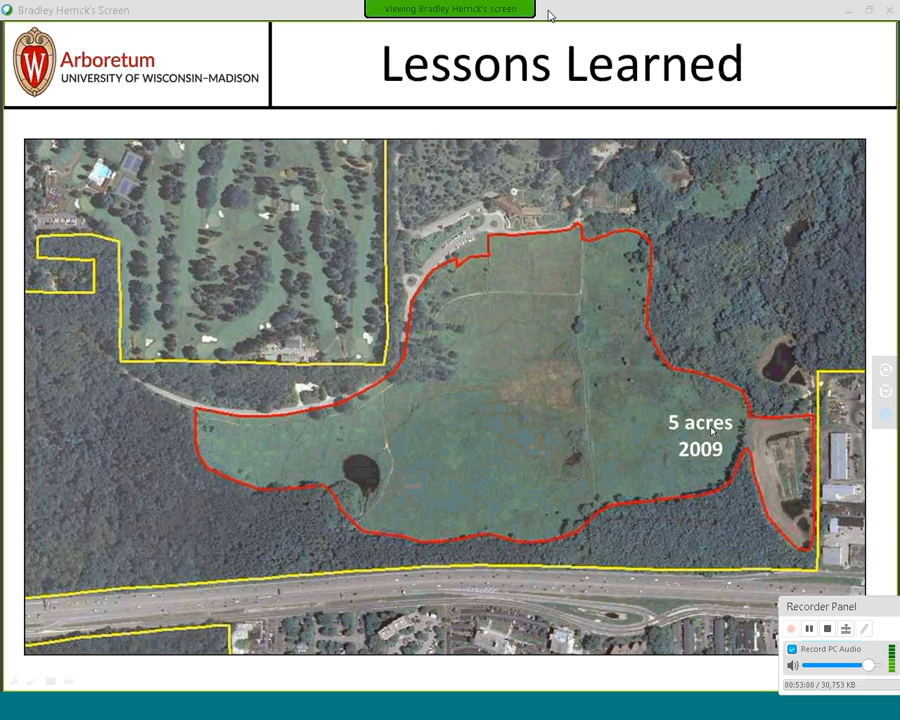 Bradley Herrick's Screen
Viewing Bradley Herrick's screen
W
Arboretum
UNIVERSITY OF WISCONSIN–MADISON
Lessons Learned
5 acres
2009
Recorder Panel
Record PC Audio
00:53:00 / 30,753 KB